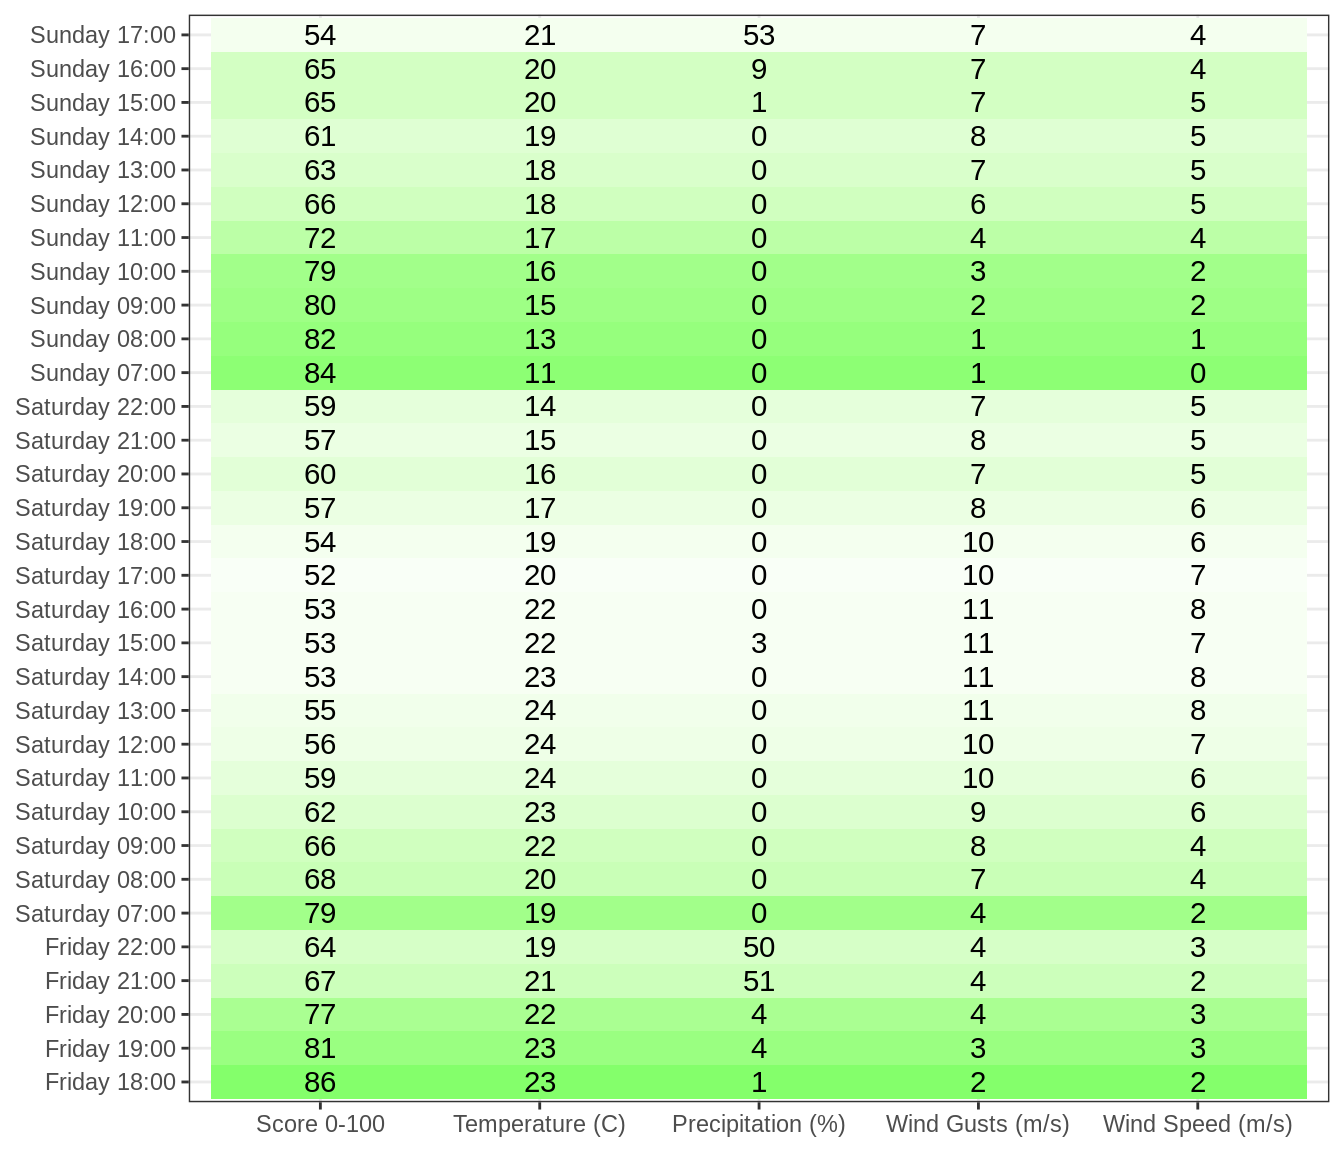 Sunday 17:00 54 21 53 7 4
Sunday 16:00 65 20 9 7 4
Sunday 15:00 65 20 1 7 5
Sunday 14:00 61 19 0 8 5
Sunday 13:00 63 18 0 7 5
Sunday 12:00 66 18 0 6 5
Sunday 11:00 72 17 0 4 4
Sunday 10:00 79 16 0 3 2
Sunday 09:00 80 15 0 2 2
Sunday 08:00 82 13 0 1 1
Sunday 07:00 84 11 0 1 0
Saturday 22:00 59 14 0 7 5
Saturday 21:00 57 15 0 8 5
Saturday 20:00 60 16 0 7 5
Saturday 19:00 57 17 0 8 6
Saturday 18:00 54 19 0 10 6
Saturday 17:00 52 20 0 10 7
Saturday 16:00 53 22 0 11 8
Saturday 15:00 53 22 3 11 7
Saturday 14:00 53 23 0 11 8
Saturday 13:00 55 24 0 11 8
Saturday 12:00 56 24 0 10 7
Saturday 11:00 59 24 0 10 6
Saturday 10:00 62 23 0 9 6
Saturday 09:00 66 22 0 8 4
Saturday 08:00 68 20 0 7 4
Saturday 07:00 79 19 0 4 2
Friday 22:00 64 19 50 4 3
Friday 21:00 67 21 51 4 2
Friday 20:00 77 22 4 4 3
Friday 19:00 81 23 4 3 3
Friday 18:00 86 23 1 2 2
Score 0-100 Temperature (C) Precipitation (%) Wind Gusts (m/s) Wind Speed (m/s)